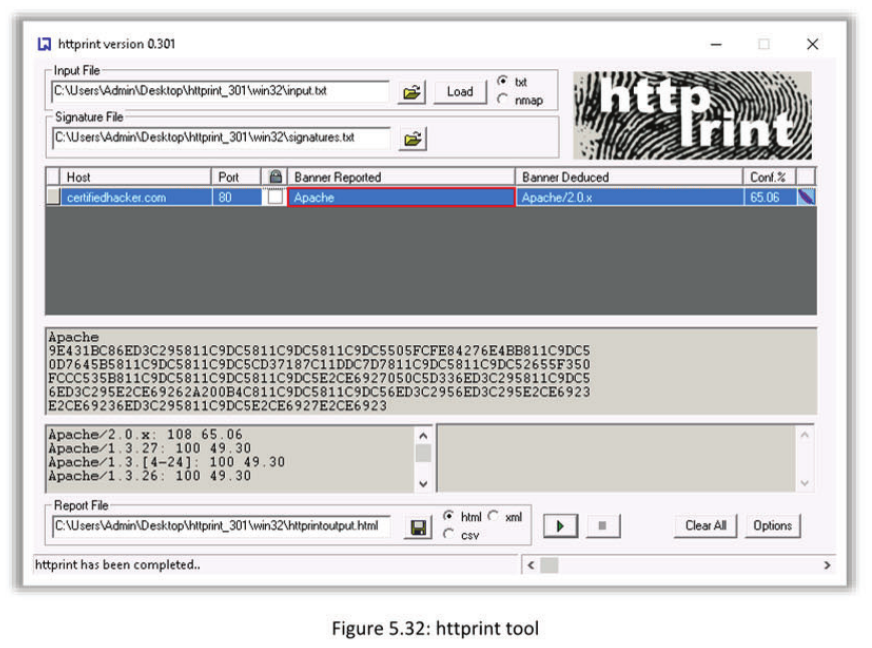 httprint version 0.301
Input File
C:\Users\Admin\Desktop\httprint_301\win32\input.txt
Load
txt
nmap
http
rint
Signature File
C:\Users\Admin\Desktop\httprint_301\win32\signatures.txt
Host Port Banner Reported Banner Deduced Conf.%
certifiedhacker.com 80 Apache Apache/2.0.x 65.06
Apache
9E431BC86ED3C295811C9DC5811C9DC5811C9DC5505FCFE84276E4BB811C9DC5
0D7645B5811C9DC5811C9DC5CD37187C11DDC7D7811C9DC5811C9DC52655F350
FCCC535B811C9DC5811C9DC5811C9DC5E2CE6927050C5D336ED3C295811C9DC5
6ED3C295E2CE69262A200B4C811C9DC5811C9DC56ED3C2956ED3C295E2CE6923
E2CE69236ED3C295811C9DC5E2CE6927E2CE6923
Apache/2.0.x: 108 65.06
Apache/1.3.27: 100 49.30
Apache/1.3.[4-24]: 100 49.30
Apache/1.3.26: 100 49.30
Report File
C:\Users\Admin\Desktop\httprint_301\win32\httprintoutput.html
html xml
csv
Clear All Options
httprint has been completed..
Figure 5.32: httprint tool